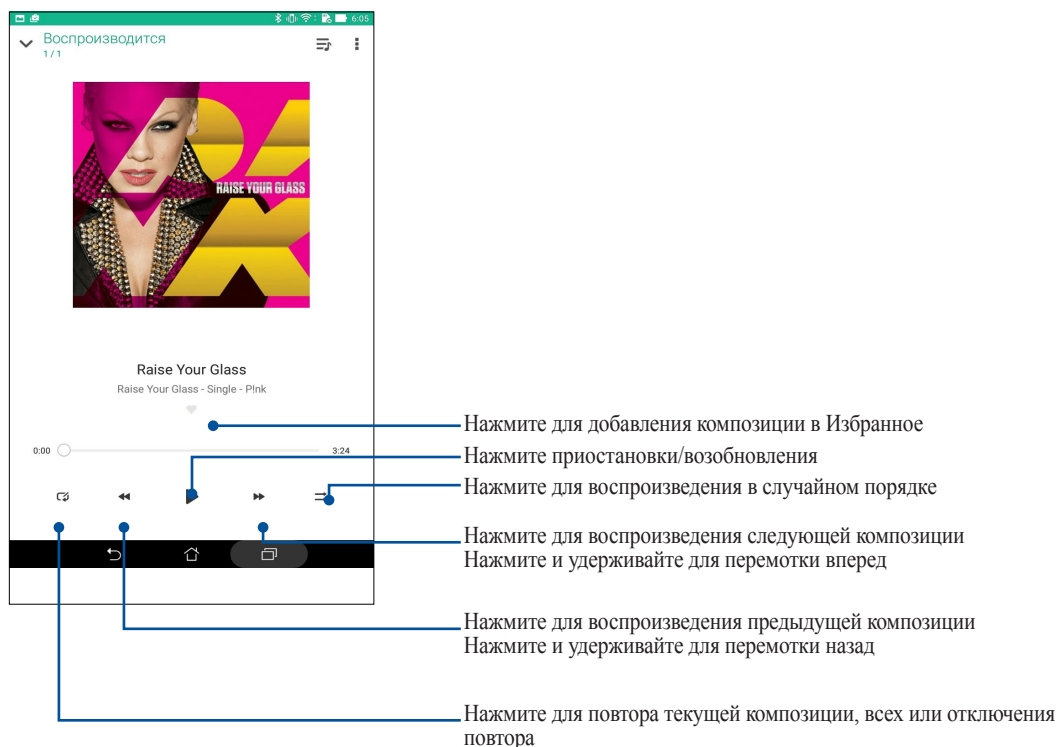 6:05
Воспроизводится
1 / 1
RAISE YOUR GLASS
Raise Your Glass
Raise Your Glass - Single - P!nk
0:00
3:24
Нажмите для добавления композиции в Избранное
Нажмите приостановки/возобновления
Нажмите для воспроизведения в случайном порядке
Нажмите для воспроизведения следующей композиции
Нажмите и удерживайте для перемотки вперед
Нажмите для воспроизведения предыдущей композиции
Нажмите и удерживайте для перемотки назад
Нажмите для повтора текущей композиции, всех или отключения
повтора